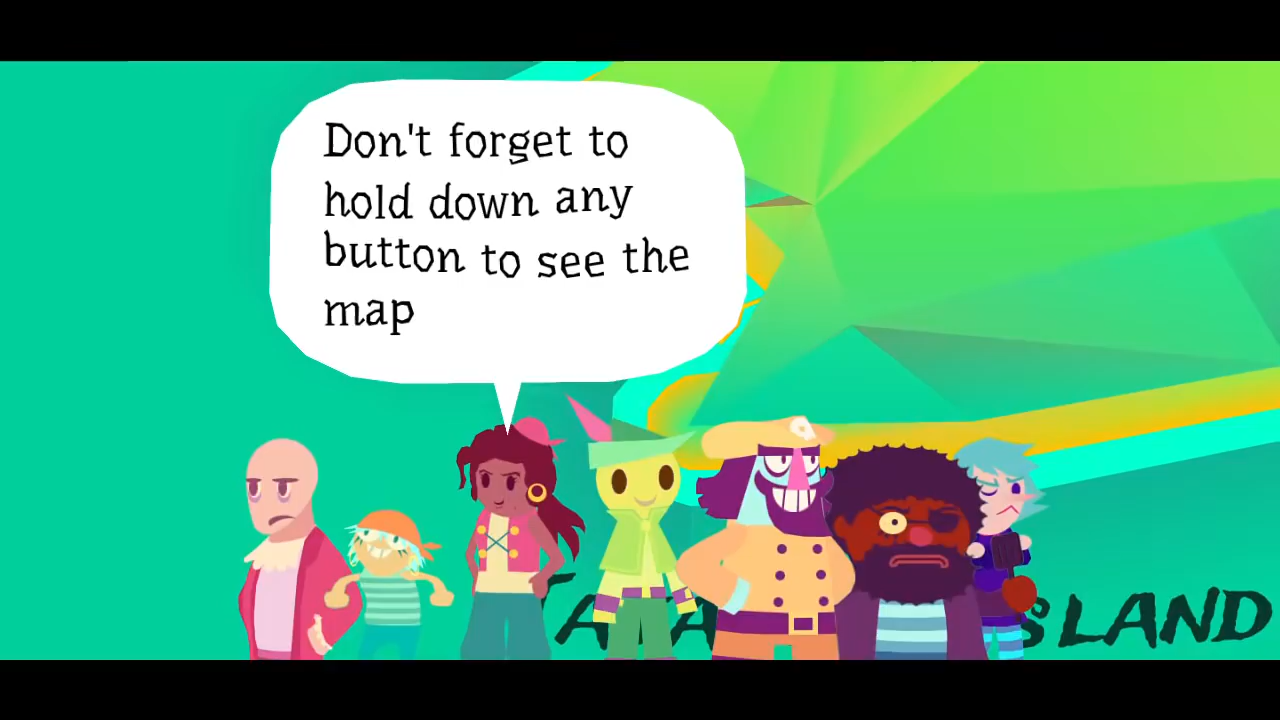 Don't forget to
hold down any
button to see the
map